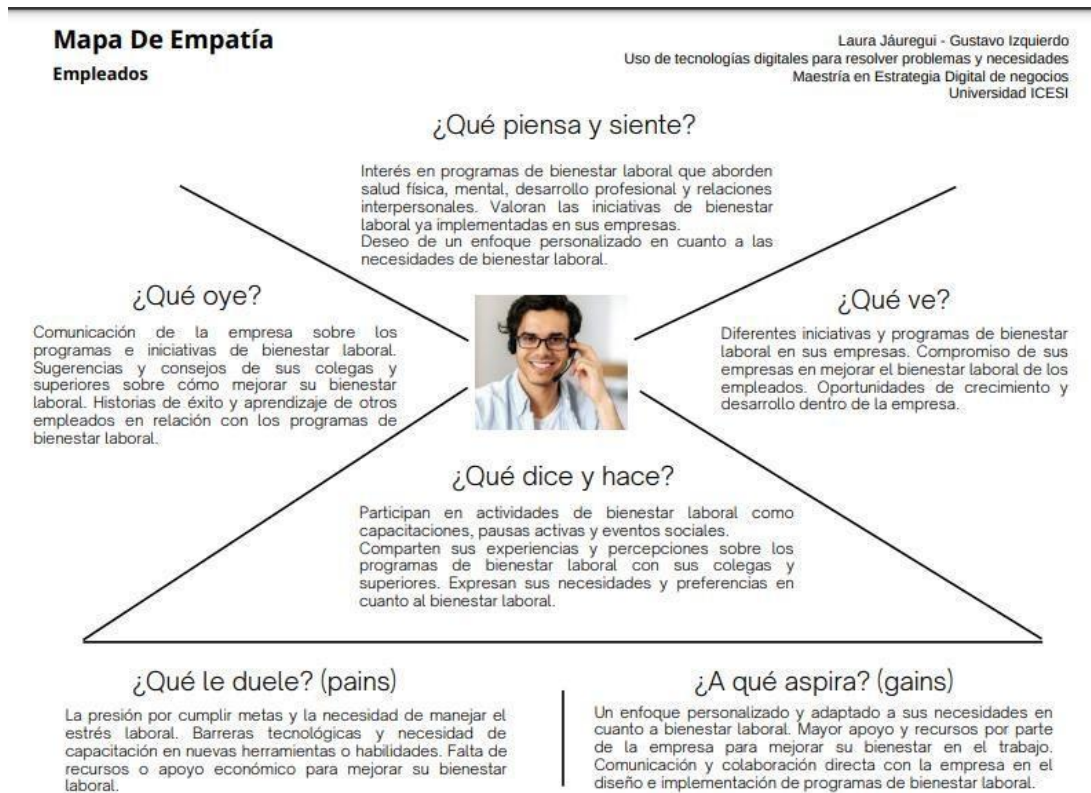 Mapa De Empatía
Empleados
Laura Jáuregui - Gustavo Izquierdo
Uso de tecnologías digitales para resolver problemas y necesidades
Maestría en Estrategia Digital de negocios
Universidad ICESI
¿Qué piensa y siente?
Interés en programas de bienestar laboral que aborden
salud física, mental, desarrollo profesional y relaciones
interpersonales. Valoran las iniciativas de bienestar
laboral ya implementadas en sus empresas.
Deseo de un enfoque personalizado en cuanto a las
necesidades de bienestar laboral.
¿Qué oye?
Comunicación de la empresa sobre los
programas e iniciativas de bienestar laboral.
Sugerencias y consejos de sus colegas y
superiores sobre cómo mejorar su bienestar
laboral. Historias de éxito y aprendizaje de otros
empleados en relación con los programas de
bienestar laboral.
¿Qué ve?
Diferentes iniciativas y programas de bienestar
laboral en sus empresas. Compromiso de sus
empresas en mejorar el bienestar laboral de los
empleados. Oportunidades de crecimiento y
desarrollo dentro de la empresa.
¿Qué dice y hace?
Participan en actividades de bienestar laboral como
capacitaciones, pausas activas y eventos sociales.
Comparten sus experiencias y percepciones sobre los
programas de bienestar laboral con sus colegas y
superiores. Expresan sus necesidades y preferencias en
cuanto al bienestar laboral.
¿Qué le duele? (pains)
La presión por cumplir metas y la necesidad de manejar el
estrés laboral. Barreras tecnológicas y necesidad de
capacitación en nuevas herramientas o habilidades. Falta de
recursos o apoyo económico para mejorar su bienestar
laboral.
¿A qué aspira? (gains)
Un enfoque personalizado y adaptado a sus necesidades en
cuanto a bienestar laboral. Mayor apoyo y recursos por parte
de la empresa para mejorar su bienestar en el trabajo.
Comunicación y colaboración directa con la empresa en el
diseño e implementación de programas de bienestar laboral.